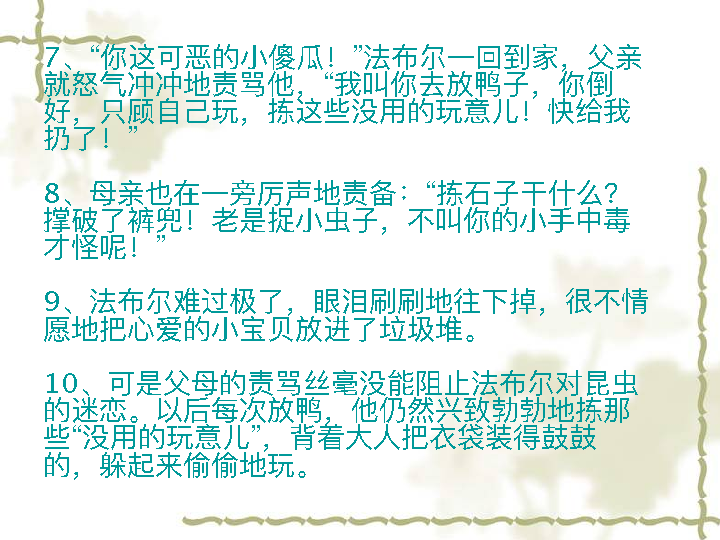 7、“你这可恶的小傻瓜！”法布尔一回到家，父亲
就怒气冲冲地责骂他，“我叫你去放鸭子，你倒
好，只顾自己玩，拣这些没用的玩意儿！快给我
扔了！”
8、母亲也在一旁厉声地责备：“拣石子干什么？
撑破了裤兜！老是捉小虫子，不叫你的小手中毒
才怪呢！”
9、法布尔难过极了，眼泪刷刷地往下掉，很不情
愿地把心爱的小宝贝放进了垃圾堆。
10、可是父母的责骂丝毫没能阻止法布尔对昆虫
的迷恋。以后每次放鸭，他仍然兴致勃勃地拣那
些“没用的玩意儿”，背着大人把衣袋装得鼓鼓
的，躲起来偷偷地玩。